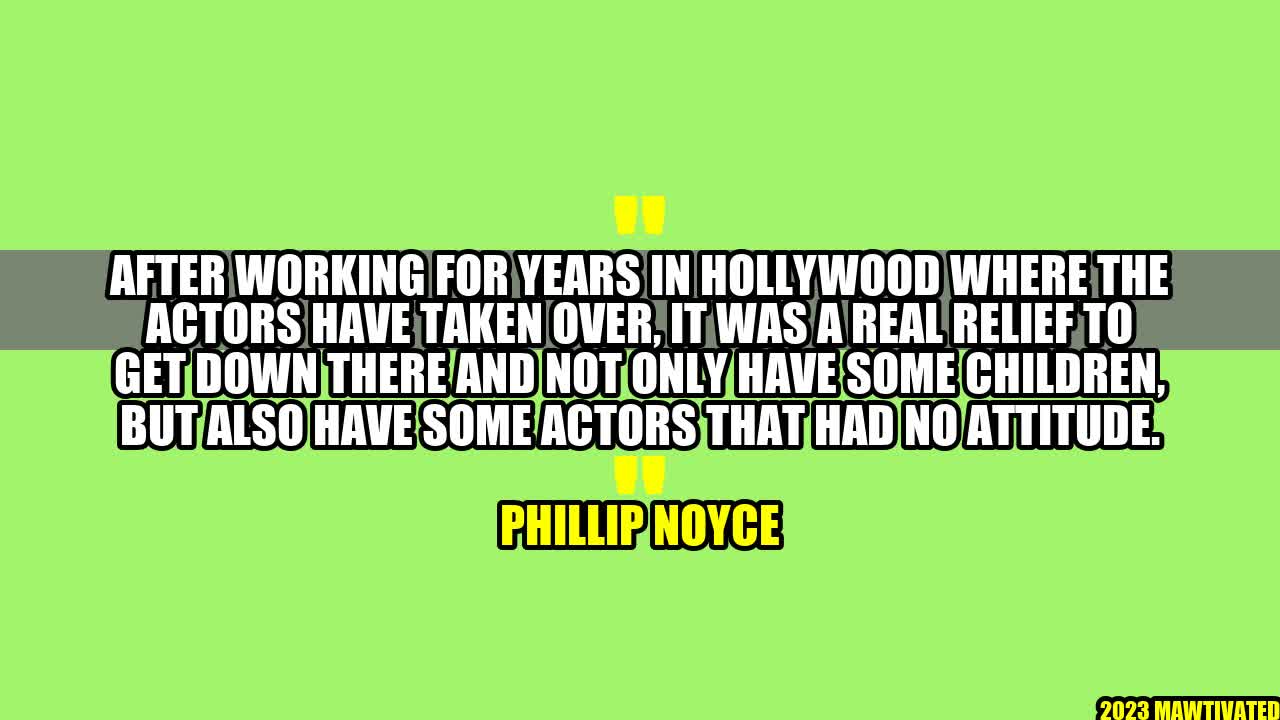 "
AFTER WORKING FOR YEARS IN HOLLYWOOD WHERE THE
ACTORS HAVE TAKEN OVER, IT WAS A REAL RELIEF TO
GET DOWN THERE AND NOT ONLY HAVE SOME CHILDREN,
BUT ALSO HAVE SOME ACTORS THAT HAD NO ATTITUDE.
"
PHILLIP NOYCE
2023 MAWTIVATED